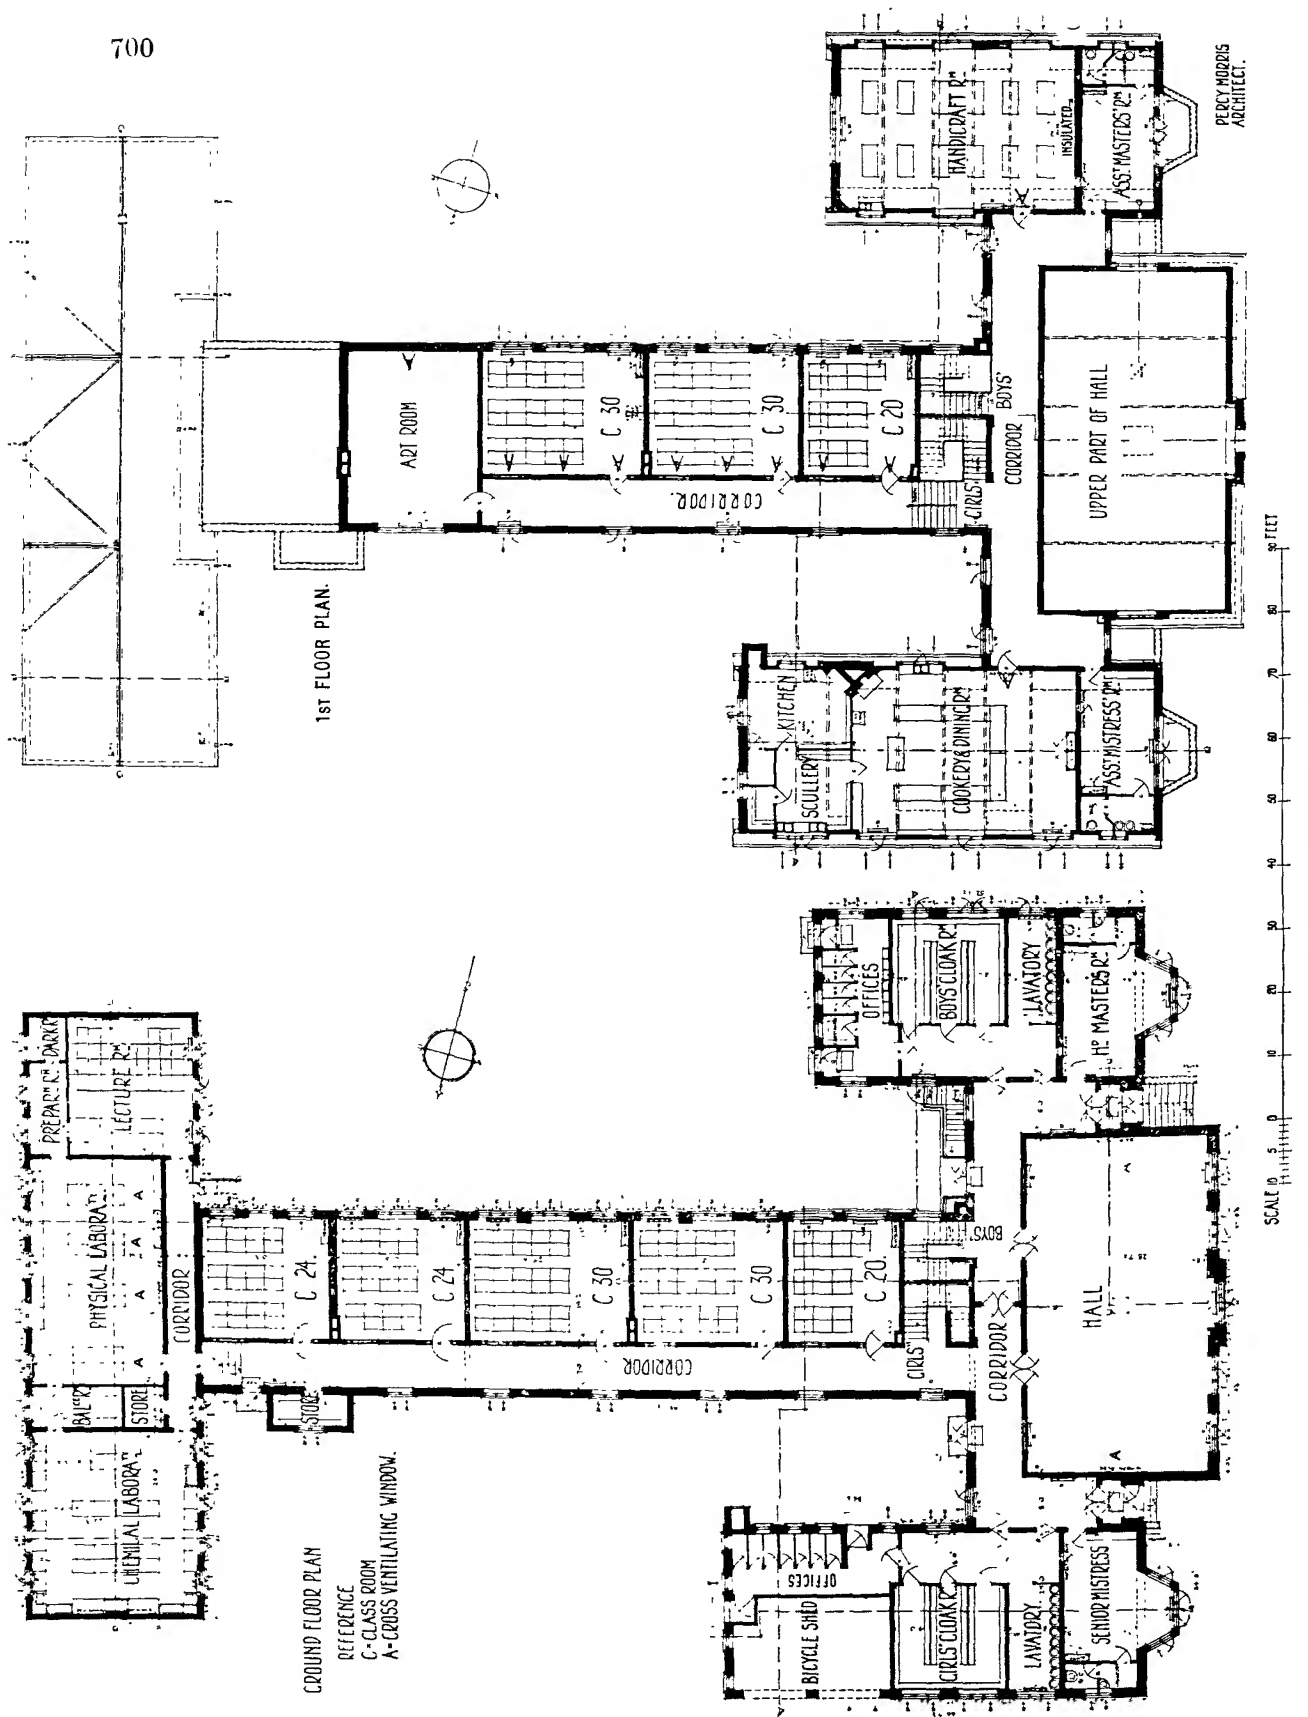 700
PERCY MORRIS
ARCHITECT.
HANDICRAFT RM
INSULATED
ASST MASTERS' RM
ART ROOM
C 30
C 30
C 20
CORRIDOR.
BOYS'
GIRLS'
CORRIDOR
UPPER PART OF HALL
1ST FLOOR PLAN.
KITCHEN
SCULLERY
COOKERY & DINING RM
ASST MISTRESS' RM
90 FEET
80
70
60
50
40
30
20
10
0
5
SCALE 10
OFFICES
BOYS' CLOAK RM
LAVATORY
HD MASTERS RM
PREPARN RM
DARK R
LECTURE RM
PHYSICAL LABORATY
A
A
A
A
CORRIDOR
BALCE R
STORE
CHEMICAL LABORATY
C 24.
C 24
C 30
C 30
C 20.
CORRIDOR
STORE
BOYS'
GIRLS'
CORRIDOR
HALL
A
GROUND FLOOR PLAN
REFERENCE
C-CLASS ROOM
A-CROSS VENTILATING WINDOW.
OFFICES
BICYCLE SHED
GIRLS' CLOAK R
LAVATORY
SENIOR MISTRESS